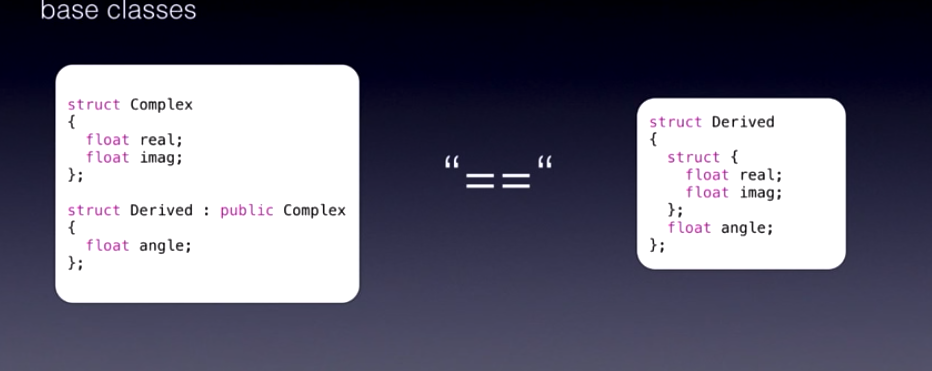 base classes
struct Complex
{
  float real;
  float imag;
};
struct Derived : public Complex
{
  float angle;
};
“==“
struct Derived
{
  struct {
    float real;
    float imag;
  };
  float angle;
};